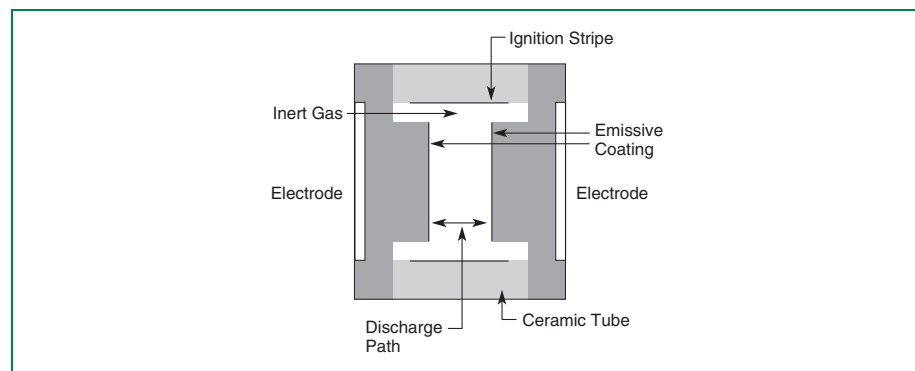 Ignition Stripe
Inert Gas
Emissive
Coating
Electrode
Electrode
Discharge
Path
Ceramic Tube